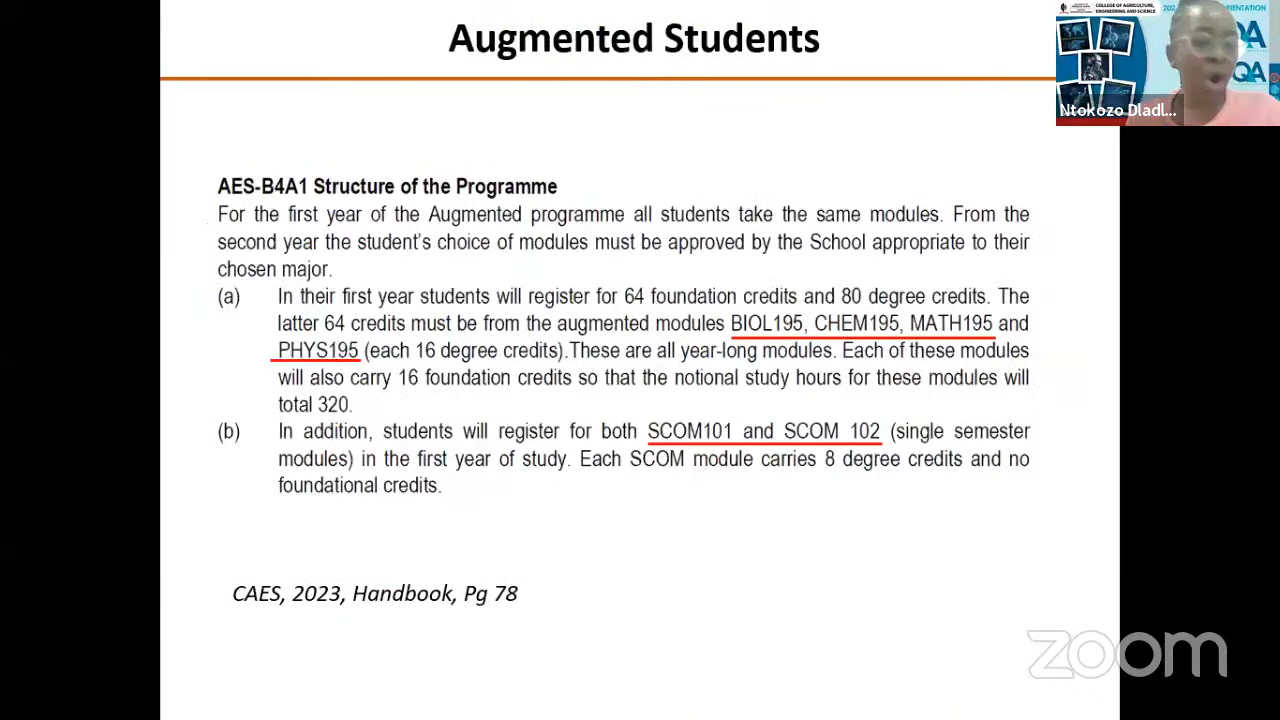 Augmented Students
COLLEGE OF AGRICULTURE,
ENGINEERING AND SCIENCE
Ntokozo Dladl...
AES-B4A1 Structure of the Programme
For the first year of the Augmented programme all students take the same modules. From the
second year the student's choice of modules must be approved by the School appropriate to their
chosen major.
(a) In their first year students will register for 64 foundation credits and 80 degree credits. The
latter 64 credits must be from the augmented modules BIOL195, CHEM195, MATH195 and
PHYS195 (each 16 degree credits).These are all year-long modules. Each of these modules
will also carry 16 foundation credits so that the notional study hours for these modules will
total 320.
(b) In addition, students will register for both SCOM101 and SCOM 102 (single semester
modules) in the first year of study. Each SCOM module carries 8 degree credits and no
foundational credits.
CAES, 2023, Handbook, Pg 78
zoom